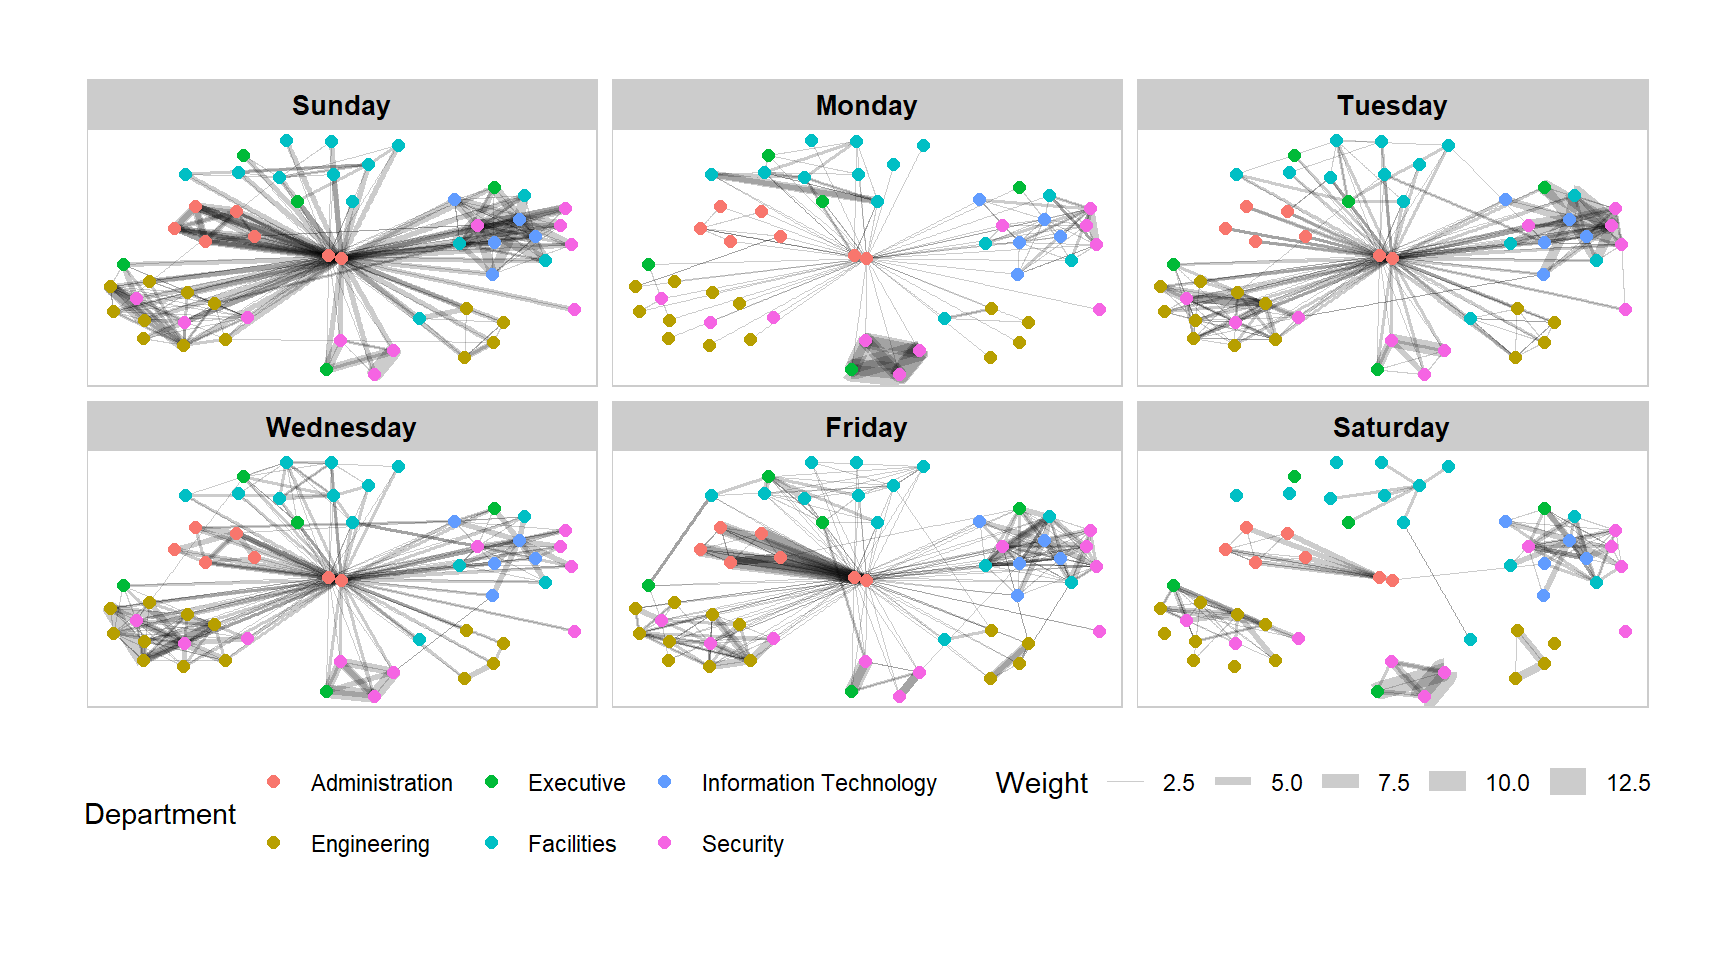 Sunday
Monday
Tuesday
Wednesday
Friday
Saturday
Department
Administration
Executive
Information Technology
Engineering
Facilities
Security
Weight
2.5
5.0
7.5
10.0
12.5